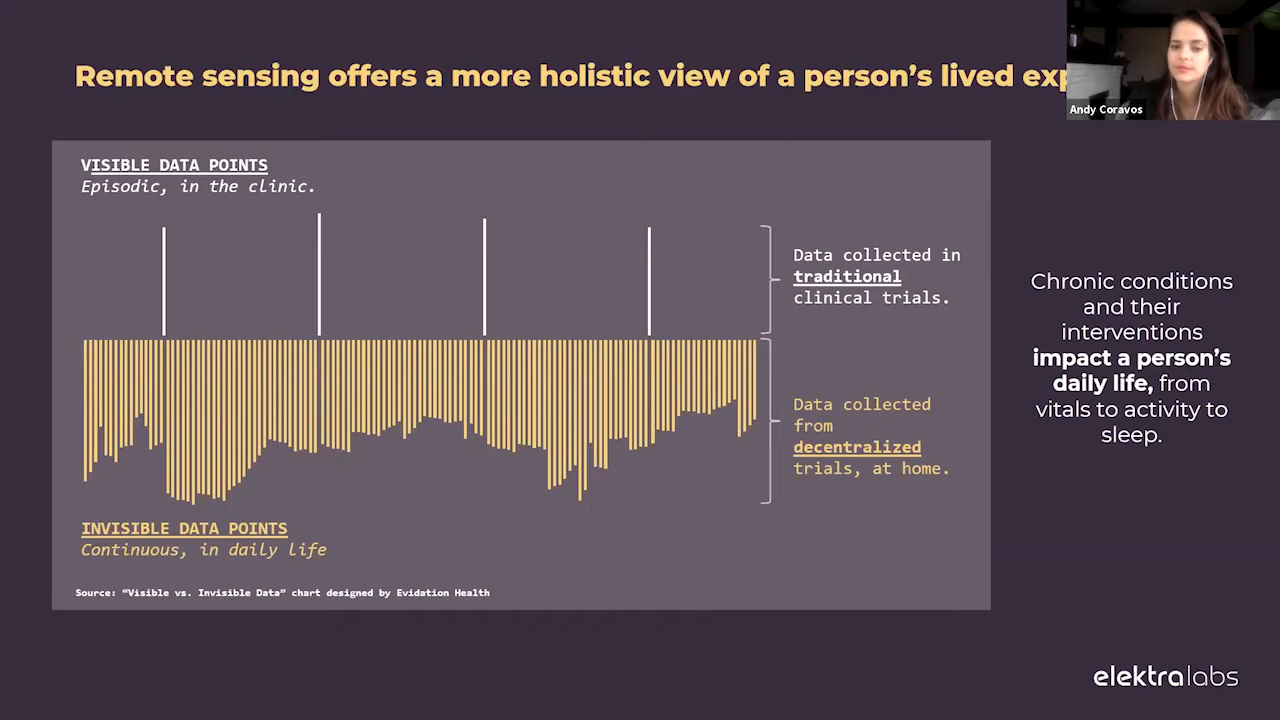 Remote sensing offers a more holistic view of a person's lived
Andy Coravos
VISIBLE DATA POINTS
Episodic, in the clinic.
Data collected in
traditional
clinical trials.
Data collected
from
decentralized
trials, at home.
INVISIBLE DATA POINTS
Continuous, in daily life
Source: “Visible vs. Invisible Data” chart designed by Evidation Health
Chronic conditions
and their
interventions
impact a person's
daily life, from
vitals to activity to
sleep.
elektralabs